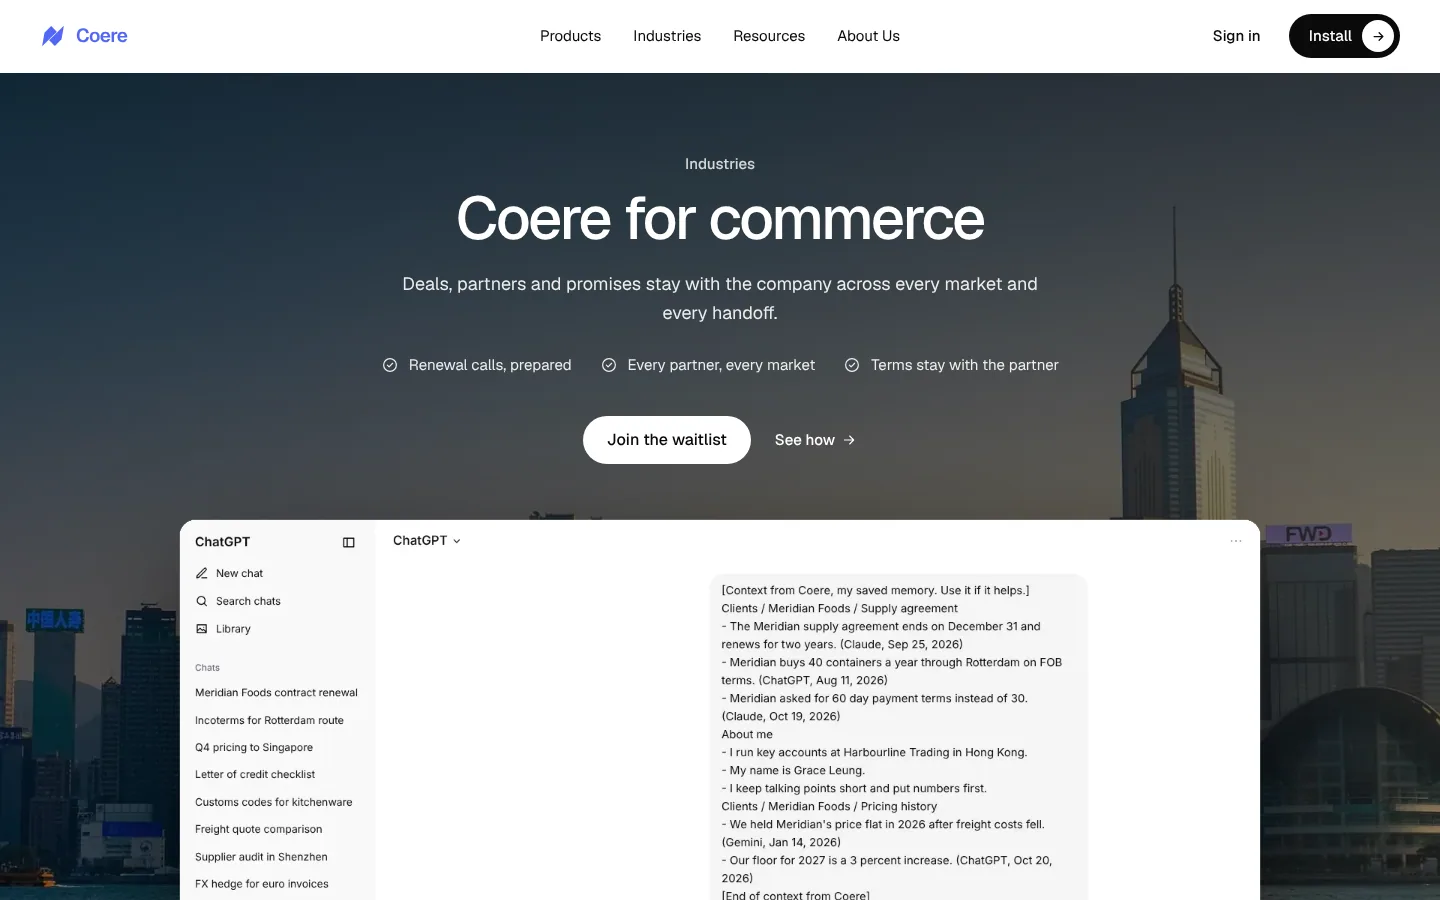 Coere
Products
Industries
Resources
About Us
Sign in
Install
Industries
Coere for commerce
Deals, partners and promises stay with the company across every market and
every handoff.
Renewal calls, prepared
Every partner, every market
Terms stay with the partner
Join the waitlist
See how
FWD
中国人寿
ChatGPT
New chat
Search chats
Library
Chats
Meridian Foods contract renewal
Incoterms for Rotterdam route
Q4 pricing to Singapore
Letter of credit checklist
Customs codes for kitchenware
Freight quote comparison
Supplier audit in Shenzhen
FX hedge for euro invoices
ChatGPT
[Context from Coere, my saved memory. Use it if it helps.]
Clients / Meridian Foods / Supply agreement
- The Meridian supply agreement ends on December 31 and
renews for two years. (Claude, Sep 25, 2026)
- Meridian buys 40 containers a year through Rotterdam on FOB
terms. (ChatGPT, Aug 11, 2026)
- Meridian asked for 60 day payment terms instead of 30.
(Claude, Oct 19, 2026)
About me
- I run key accounts at Harbourline Trading in Hong Kong.
- My name is Grace Leung.
- I keep talking points short and put numbers first.
Clients / Meridian Foods / Pricing history
- We held Meridian's price flat in 2026 after freight costs fell.
(Gemini, Jan 14, 2026)
- Our floor for 2027 is a 3 percent increase. (ChatGPT, Oct 20,
2026)
[End of context from Coere]